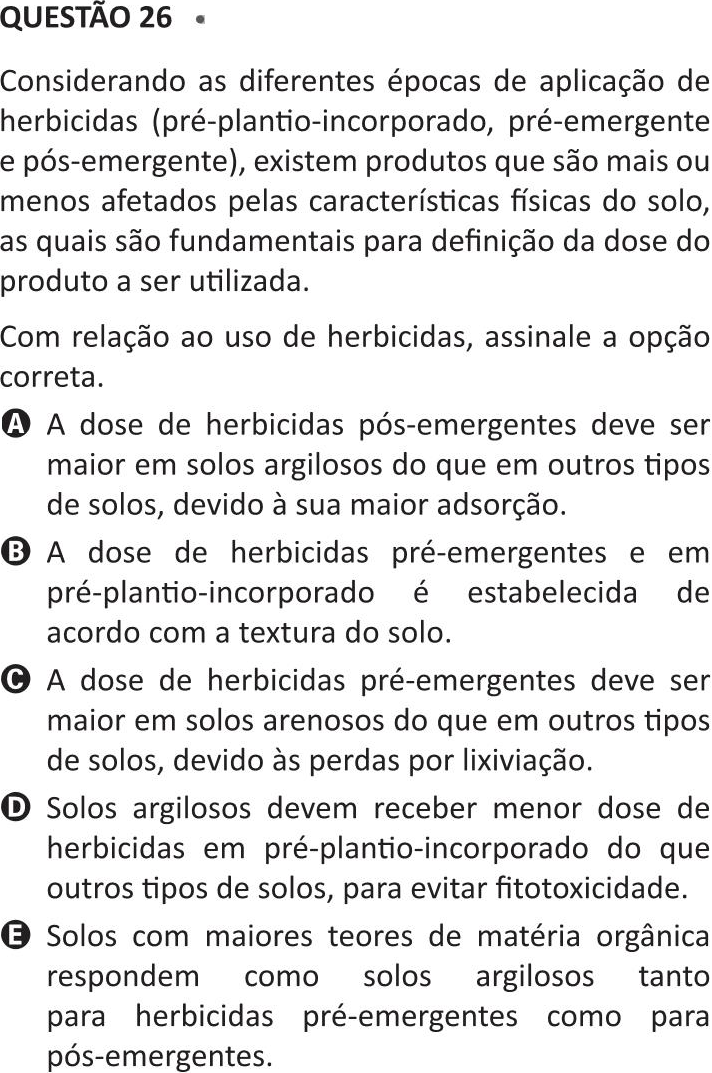 QUESTÃO 26
Considerando as diferentes épocas de aplicação de
herbicidas (pré-plantio-incorporado, pré-emergente
e pós-emergente), existem produtos que são mais ou
menos afetados pelas características físicas do solo,
as quais são fundamentais para definição da dose do
produto a ser utilizada.
Com relação ao uso de herbicidas, assinale a opção
correta.
A A dose de herbicidas pós-emergentes deve ser
maior em solos argilosos do que em outros tipos
de solos, devido à sua maior adsorção.
B A dose de herbicidas pré-emergentes e em
pré-plantio-incorporado é estabelecida de
acordo com a textura do solo.
C A dose de herbicidas pré-emergentes deve ser
maior em solos arenosos do que em outros tipos
de solos, devido às perdas por lixiviação.
D Solos argilosos devem receber menor dose de
herbicidas em pré-plantio-incorporado do que
outros tipos de solos, para evitar fitotoxicidade.
E Solos com maiores teores de matéria orgânica
respondem como solos argilosos tanto
para herbicidas pré-emergentes como para
pós-emergentes.